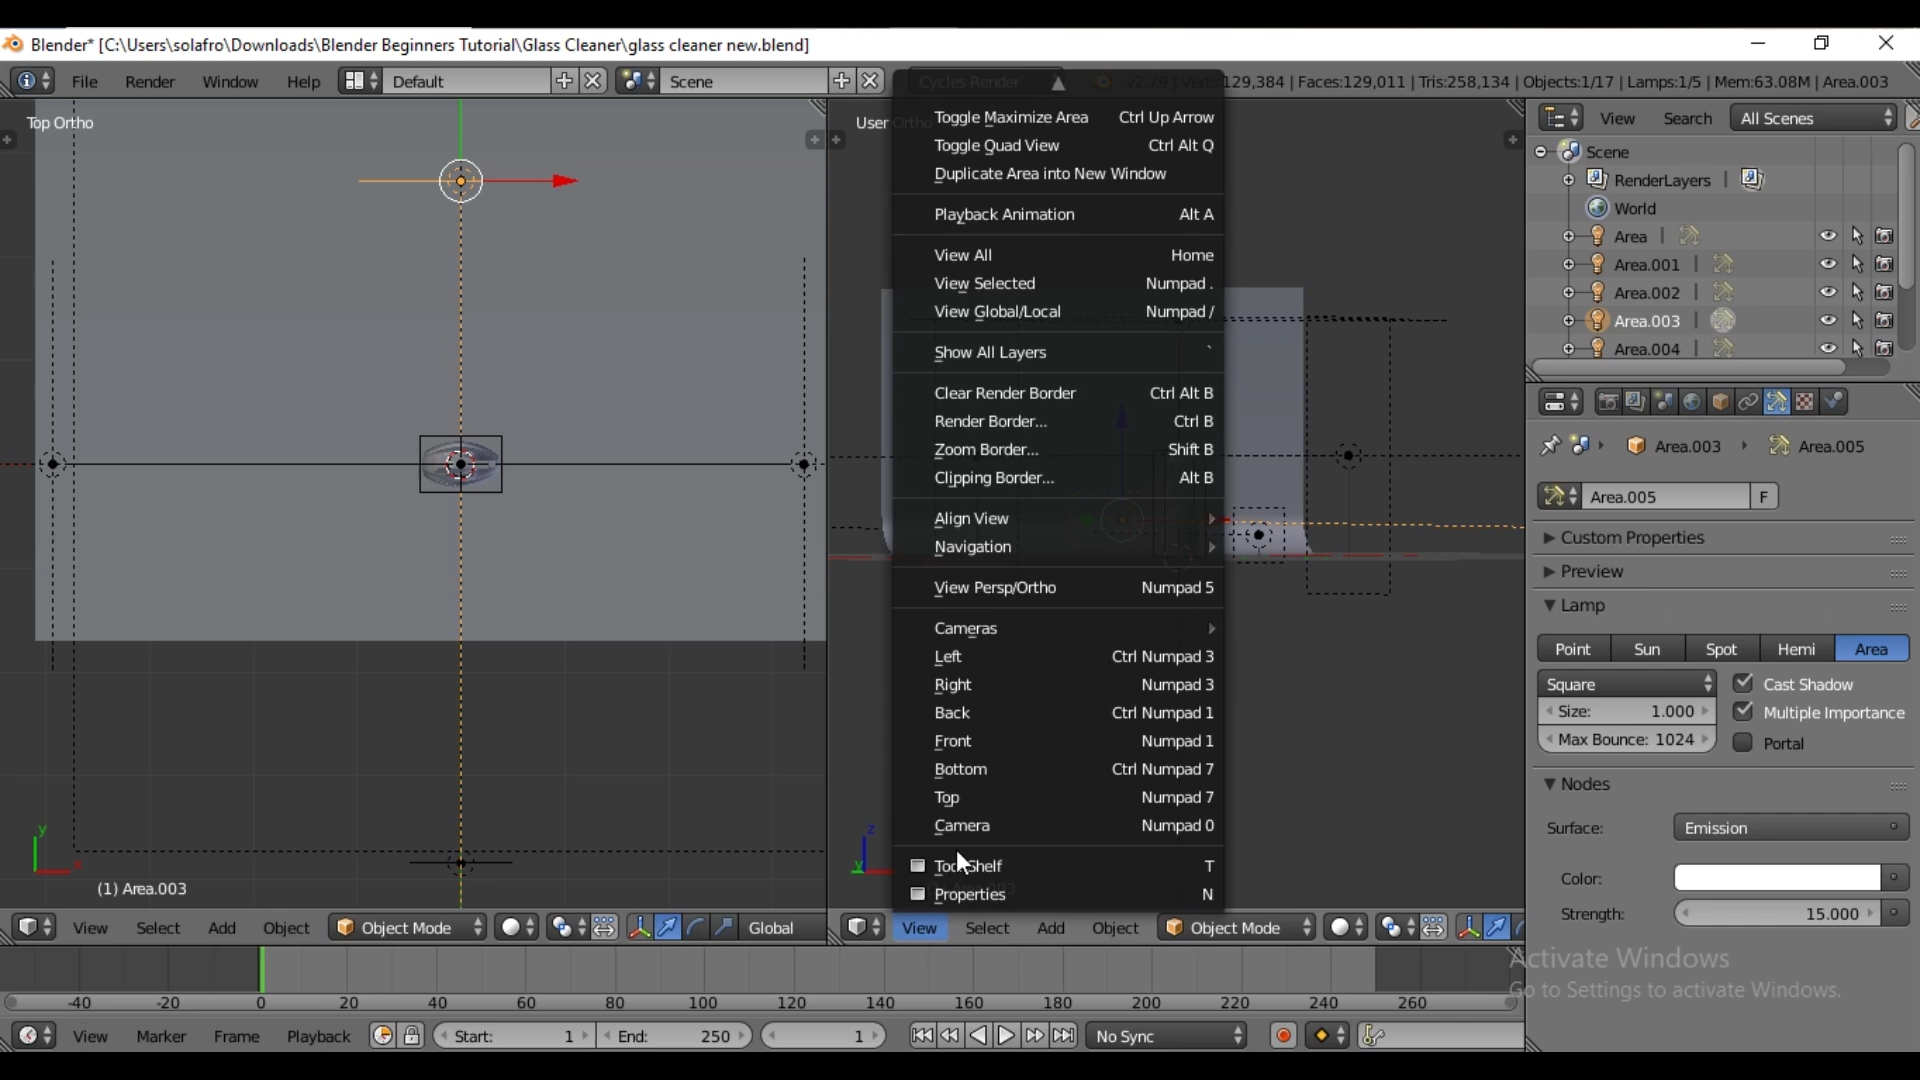 Blender* [C:\Users\solafro\Downloads\Blender Beginners Tutorial\Glass Cleaner\glass cleaner new.blend]
File Render Window Help Default Scene Cycles Render v2.79 | Verts:129,384 | Faces:129,011 | Tris:258,134 | Objects:1/17 | Lamps:1/5 | Mem:63.08M | Area.003
Top Ortho
User Ortho
Toggle Maximize Area Ctrl Up Arrow
Toggle Quad View Ctrl Alt Q
Duplicate Area into New Window
Playback Animation Alt A
View All Home
View Selected Numpad .
View Global/Local Numpad /
Show All Layers `
Clear Render Border Ctrl Alt B
Render Border... Ctrl B
Zoom Border... Shift B
Clipping Border... Alt B
Align View
Navigation
View Persp/Ortho Numpad 5
Cameras
Left Ctrl Numpad 3
Right Numpad 3
Back Ctrl Numpad 1
Front Numpad 1
Bottom Ctrl Numpad 7
Top Numpad 7
Camera Numpad 0
Tool Shelf T
Properties N
View Search All Scenes
Scene
RenderLayers |
World
Area |
Area.001 |
Area.002 |
Area.003 |
Area.004 |
Area.003 Area.005
Area.005 F
Custom Properties
Preview
Lamp
Point Sun Spot Hemi Area
Square Cast Shadow
Size: 1.000 Multiple Importance
Max Bounce: 1024 Portal
Nodes
Surface: Emission
Color:
Strength: 15.000
Activate Windows
Go to Settings to activate Windows.
y
x
z
y
(1) Area.003
View Select Add Object Object Mode Global
View Select Add Object Object Mode
-40 -20 0 20 40 60 80 100 120 140 160 180 200 220 240 260
View Marker Frame Playback Start: 1 End: 250 1 No Sync